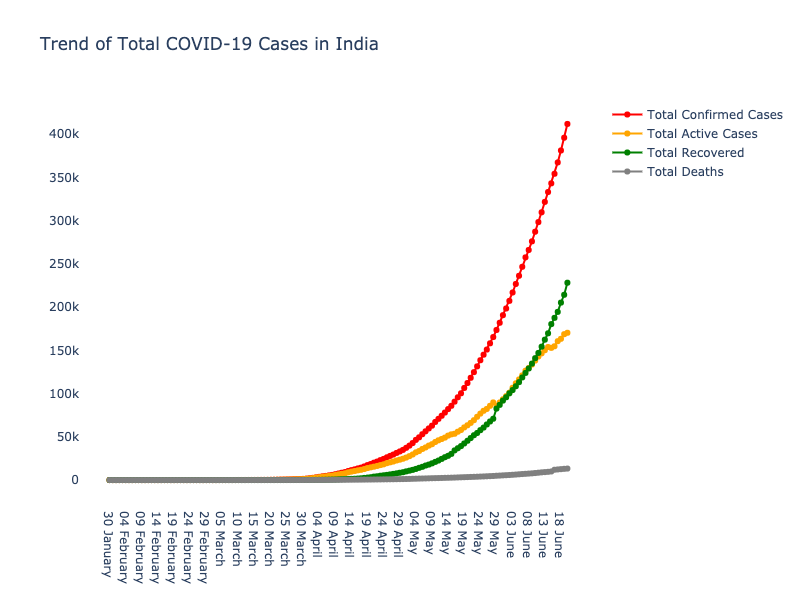 Trend of Total COVID-19 Cases in India
Total Confirmed Cases
Total Active Cases
Total Recovered
Total Deaths
400k
350k
300k
250k
200k
150k
100k
50k
0
30 January
04 February
09 February
14 February
19 February
24 February
29 February
05 March
10 March
15 March
20 March
25 March
30 March
04 April
09 April
14 April
19 April
24 April
29 April
04 May
09 May
14 May
19 May
24 May
29 May
03 June
08 June
13 June
18 June